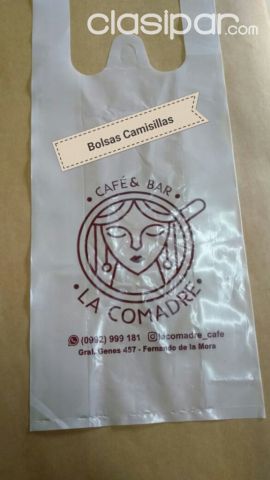 clasipar.com
Bolsas Camisillas
CAFÉ & BAR
LA COMADRE
(0992) 999 181 lacomadre_cafe
Gral. Genes 457 - Fernando de la Mora